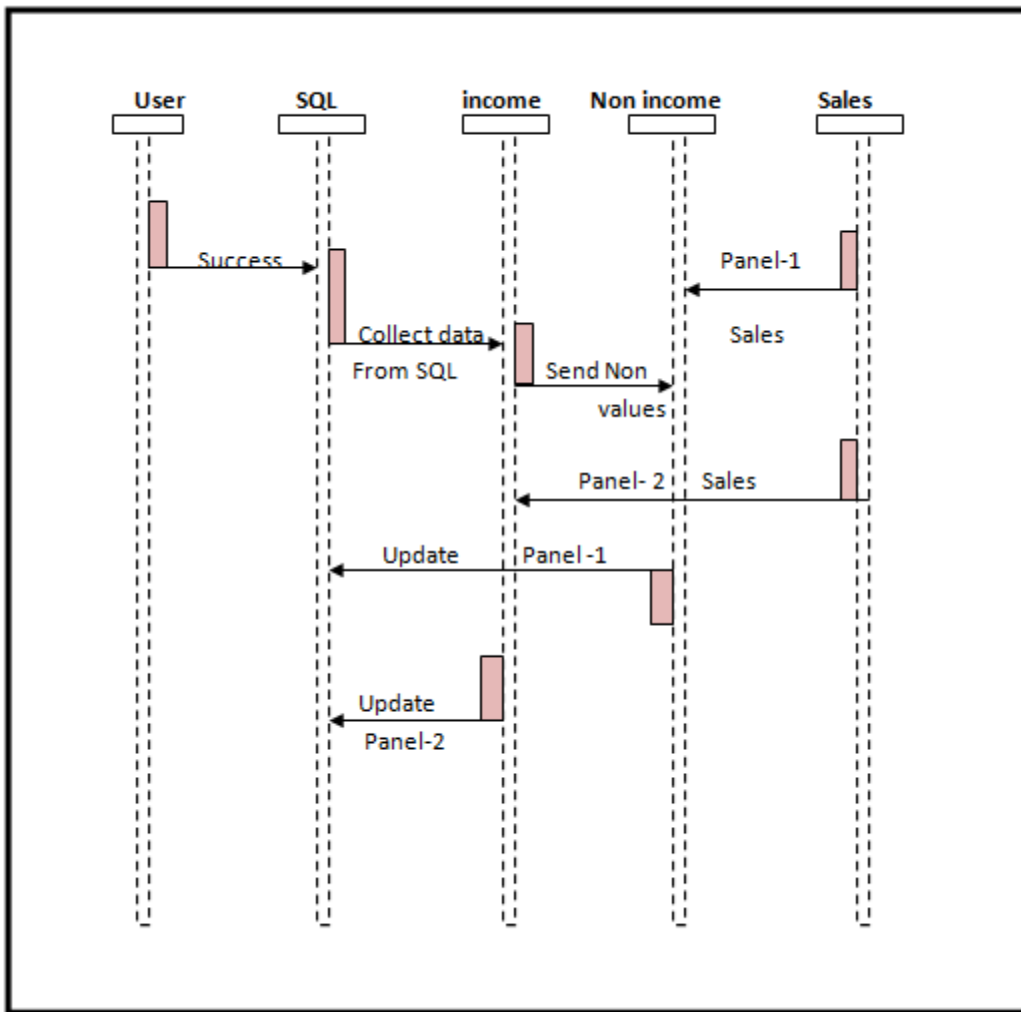 User SQL income Non income Sales
Success
Panel-1
Sales
Collect data
From SQL
Send Non
values
Panel- 2 Sales
Update Panel -1
Update
Panel-2